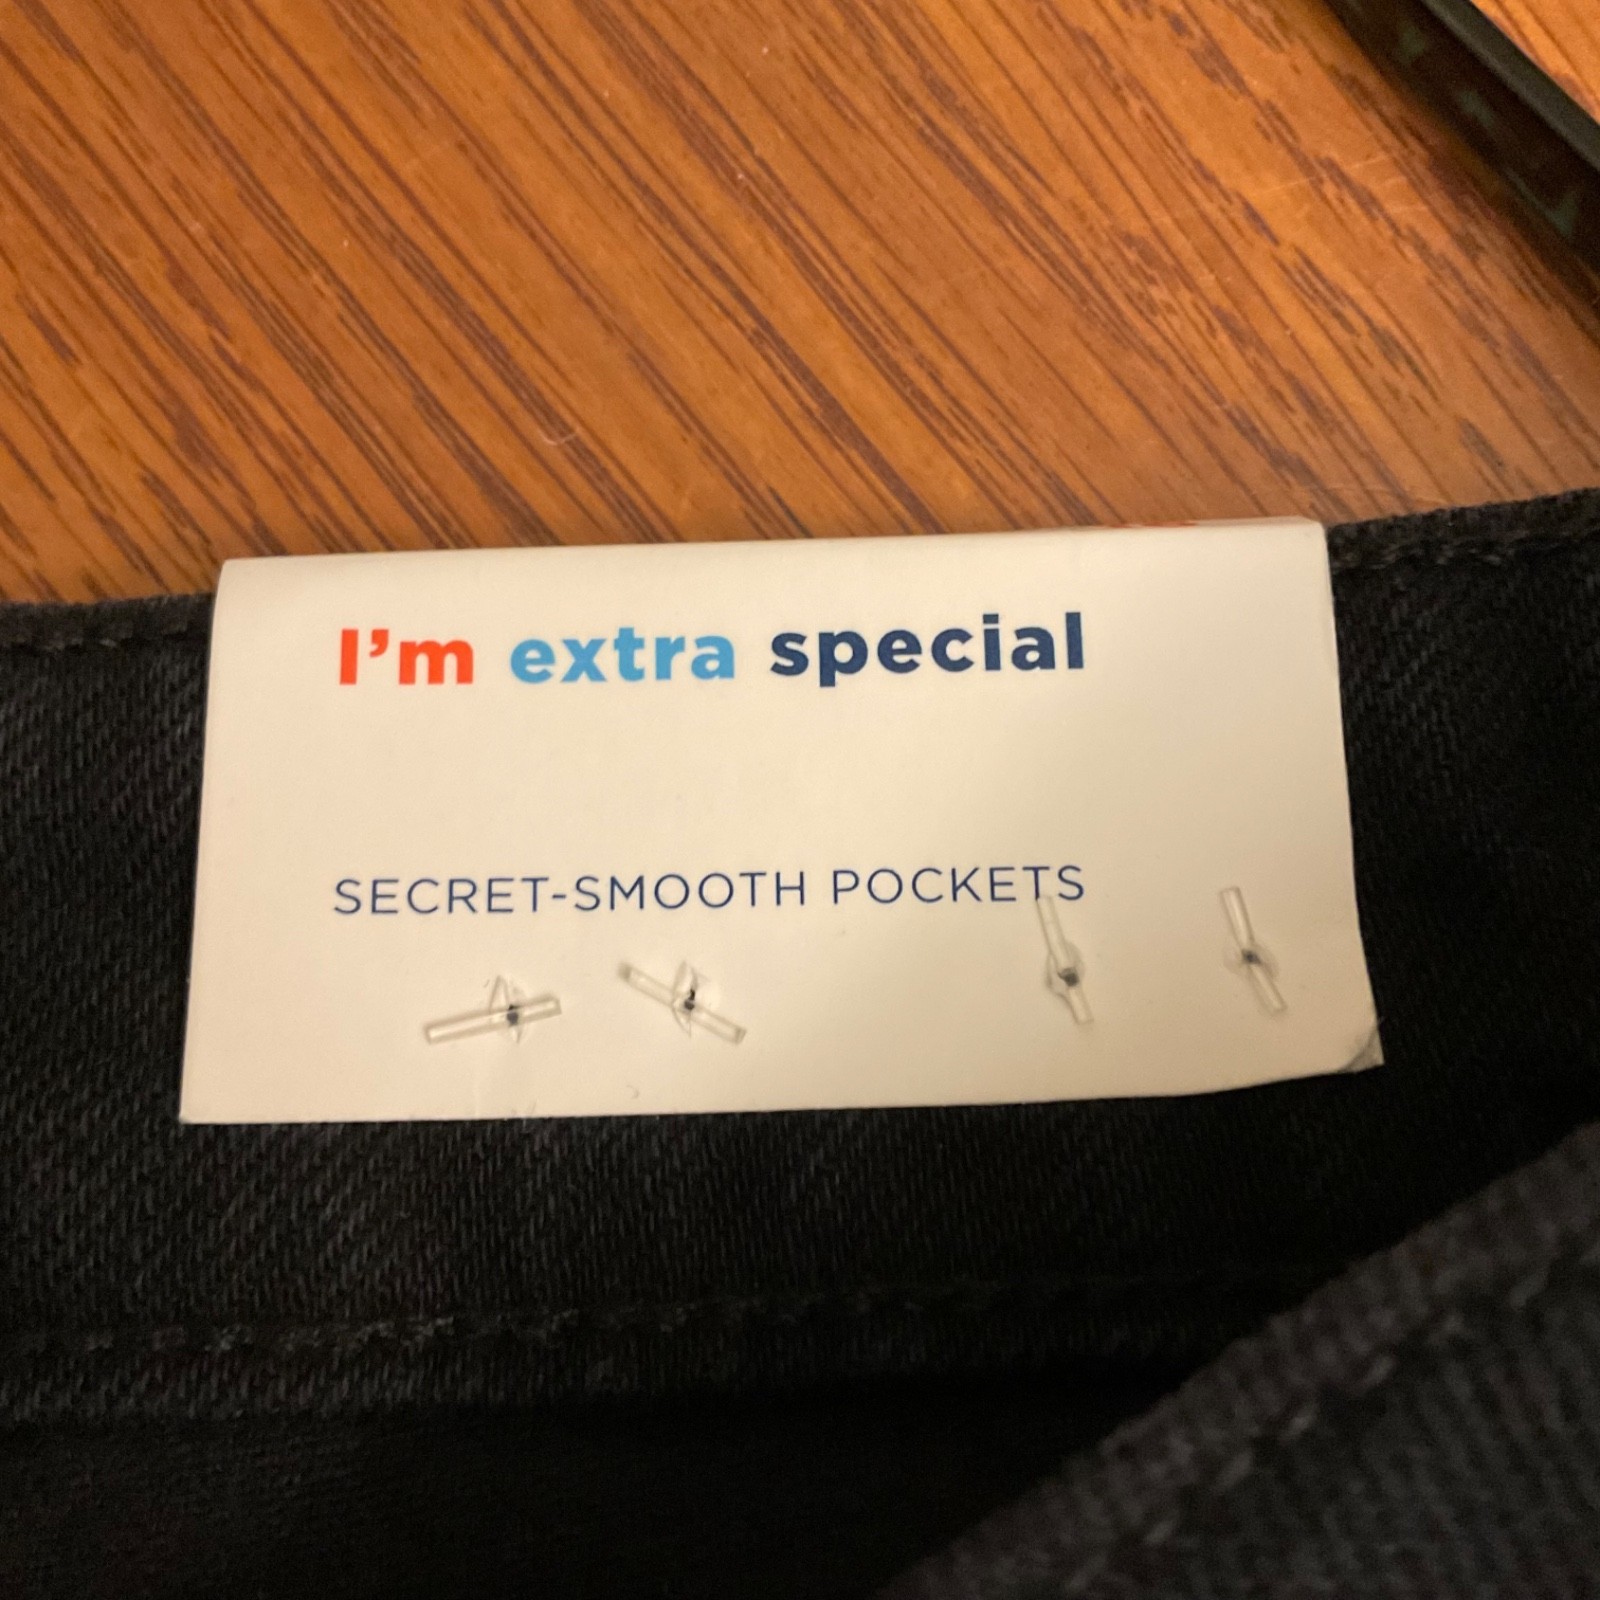 I'm extra special
SECRET-SMOOTH POCKETS